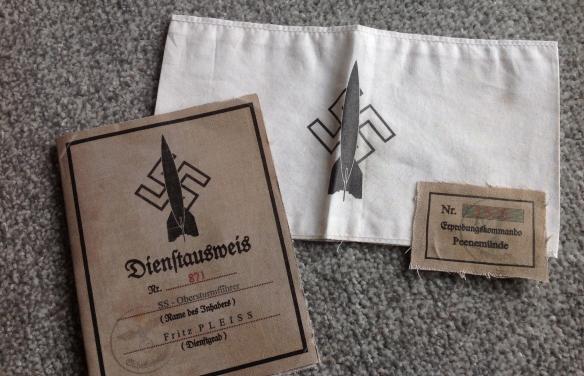 Dienstausweis
Nr. 871
SS-Obersturmführer
(Name des Inhabers)
Fritz PLEISS
(Dienstgrad)
Nr.
Erprobungskommando
Peenemünde